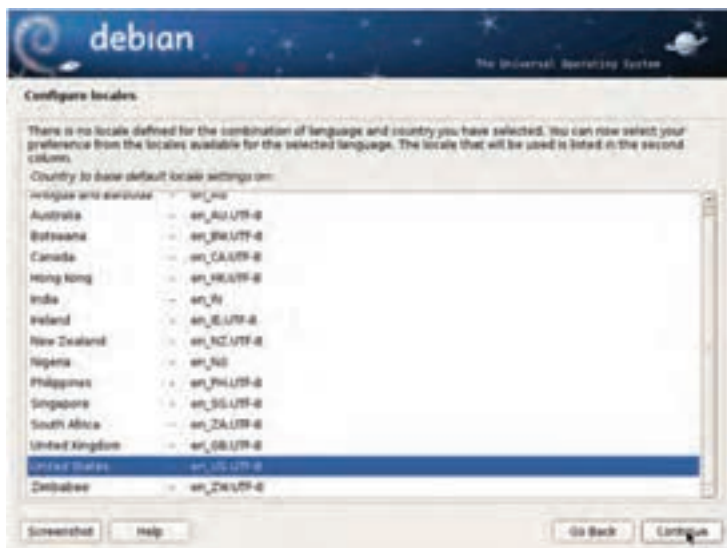 debian
The Universal Operating System
Configure locales
There is no locale defined for the combination of language and country you have selected. You can now select your
preference from the locales available for the selected language. The locale that will be used is listed in the second
column.
Country to base default locale settings on:
Antigua and Barbuda - en_AG
Australia - en_AU.UTF-8
Botswana - en_BW.UTF-8
Canada - en_CA.UTF-8
Hong Kong - en_HK.UTF-8
India - en_IN
Ireland - en_IE.UTF-8
New Zealand - en_NZ.UTF-8
Nigeria - en_NG
Philippines - en_PH.UTF-8
Singapore - en_SG.UTF-8
South Africa - en_ZA.UTF-8
United Kingdom - en_GB.UTF-8
United States - en_US.UTF-8
Zimbabwe - en_ZW.UTF-8
Screenshot Help Go Back Continue